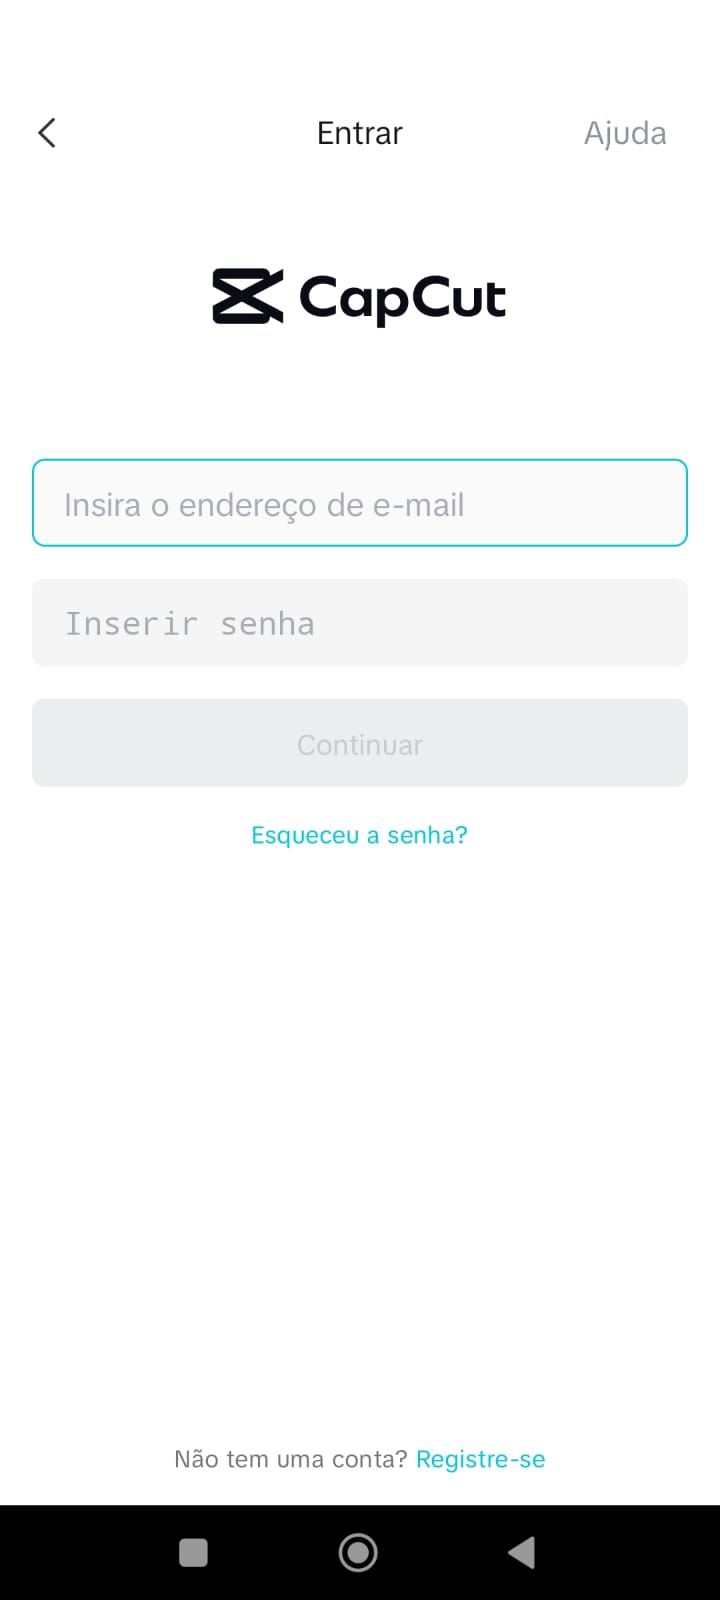 Entrar
Ajuda
CapCut
Insira o endereço de e-mail
Inserir senha
Continuar
Esqueceu a senha?
Não tem uma conta? Registre-se